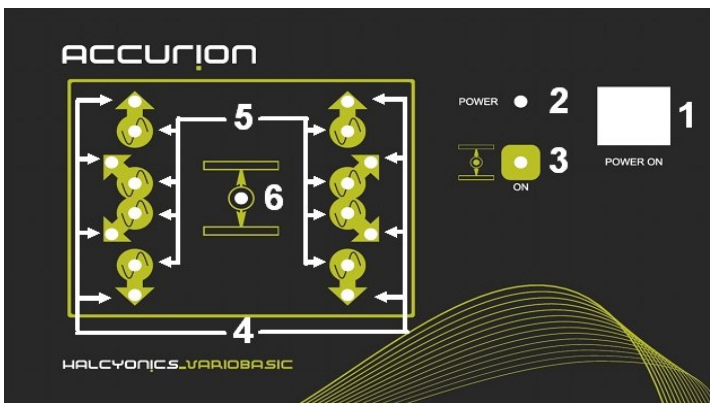 ACCURION
5
6
4
POWER 2
3
ON
1
POWER ON
HALCYONICS_VARIOBASIC